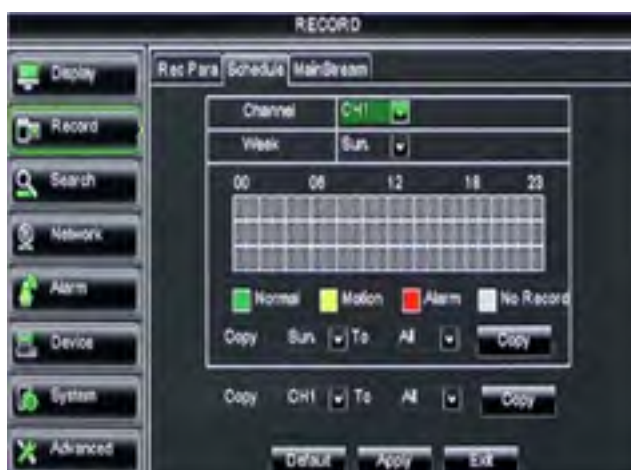 RECORD
Display
Record
Search
Network
Alarm
Device
System
Advanced
Rec Para Schedule MainStream
Channel CH1
Week Sun.
00 06 12 18 23
Normal Motion Alarm No Record
Copy Sun. To All Copy
Copy CH1 To All Copy
Default Apply Exit